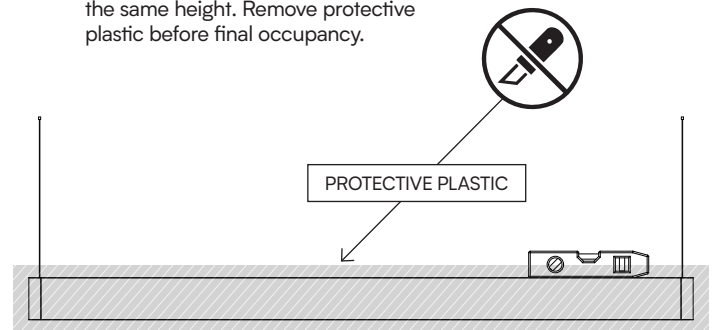 the same height. Remove protective
plastic before final occupancy.
PROTECTIVE PLASTIC